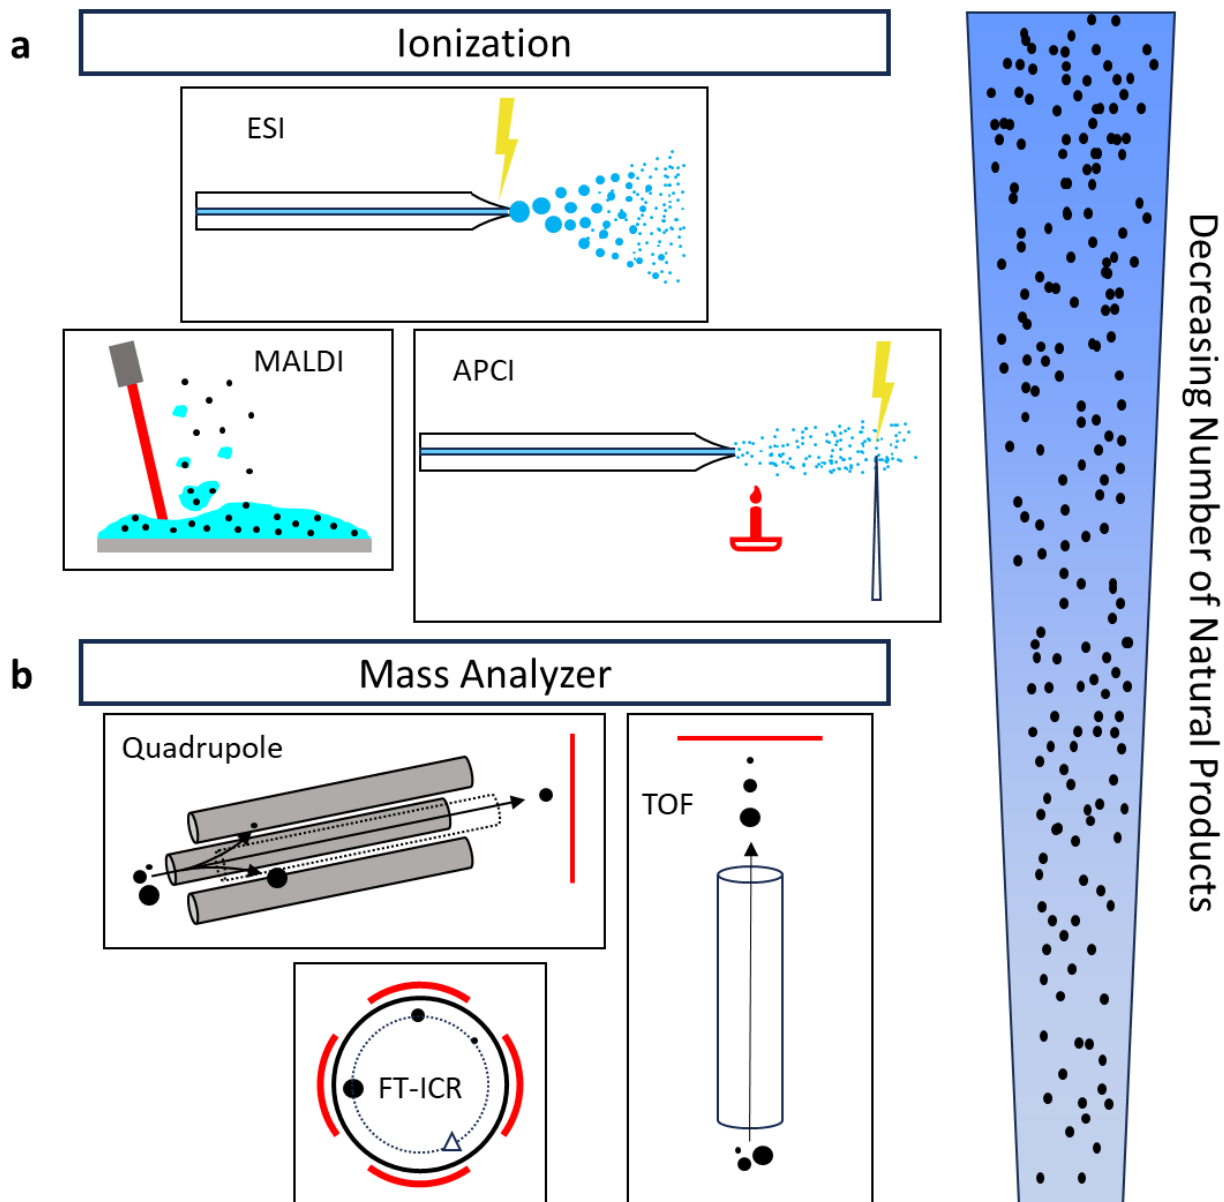 a
Ionization
ESI
MALDI
APCI
b
Mass Analyzer
Quadrupole
TOF
FT-ICR
Decreasing Number of Natural Products